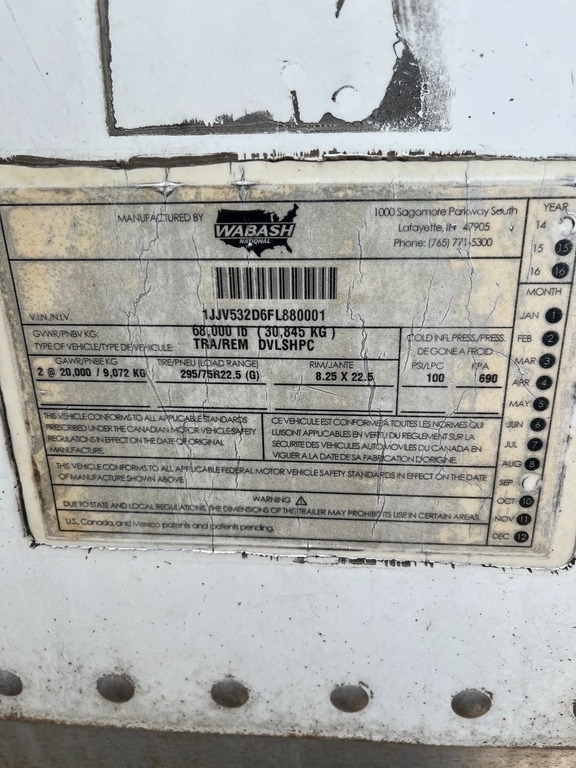 MANUFACTURED BY
WABASH
NATIONAL
1000 Sagamore Parkway South
Lafayette, IN 47905
Phone: (765) 771-5300
V.I.N./N.I.V.
1JJV532D6FL880001
GVWR/PNBV KG:
68,000 lb (30,845 KG)
TYPE OF VEHICLE/TYPE DE VEHICULE:
TRA/REM DVLSHPC
COLD INFL PRESS./PRESS.
DE GONE A FROID
GAWR/PNBE KG
TIRE/PNEU (LOAD RANGE)
RIM/JANTE
PSI/LPC
KPA
2 @ 20,000 / 9,072 KG
295/75R22.5 (G)
8.25 X 22.5
100
690
THIS VEHICLE CONFORMS TO ALL APPLICABLE STANDARDS
PRESCRIBED UNDER THE CANADIAN MOTOR VEHICLE SAFETY
REGULATIONS IN EFFECT ON THE DATE OF ORIGINAL
MANUFACTURE.
CE VEHICULE EST CONFORME A TOUTES LES NORMES QUI
LUI SONT APPLICABLES EN VERTU DU REGLEMENT SUR LA
SECURITE DES VEHICULES AUTOMOBILES DU CANADA EN
VIGUER A LA DATE DE SA FABRICATION D'ORIGINE.
THIS VEHICLE CONFORMS TO ALL APPLICABLE FEDERAL MOTOR VEHICLE SAFETY STANDARDS IN EFFECT ON THE DATE
OF MANUFACTURE SHOWN ABOVE.
WARNING
DUE TO STATE AND LOCAL REGULATIONS, THE DIMENSIONS OF THIS TRAILER MAY PROHIBIT ITS USE IN CERTAIN AREAS.
U.S., Canada, and Mexico patents and patents pending.
YEAR
14
15 15
16 16
MONTH
JAN 1
FEB 2
MAR 3
APR 4
MAY 5
JUN 6
JUL 7
AUG 8
SEP
OCT 10
NOV 11
DEC 12